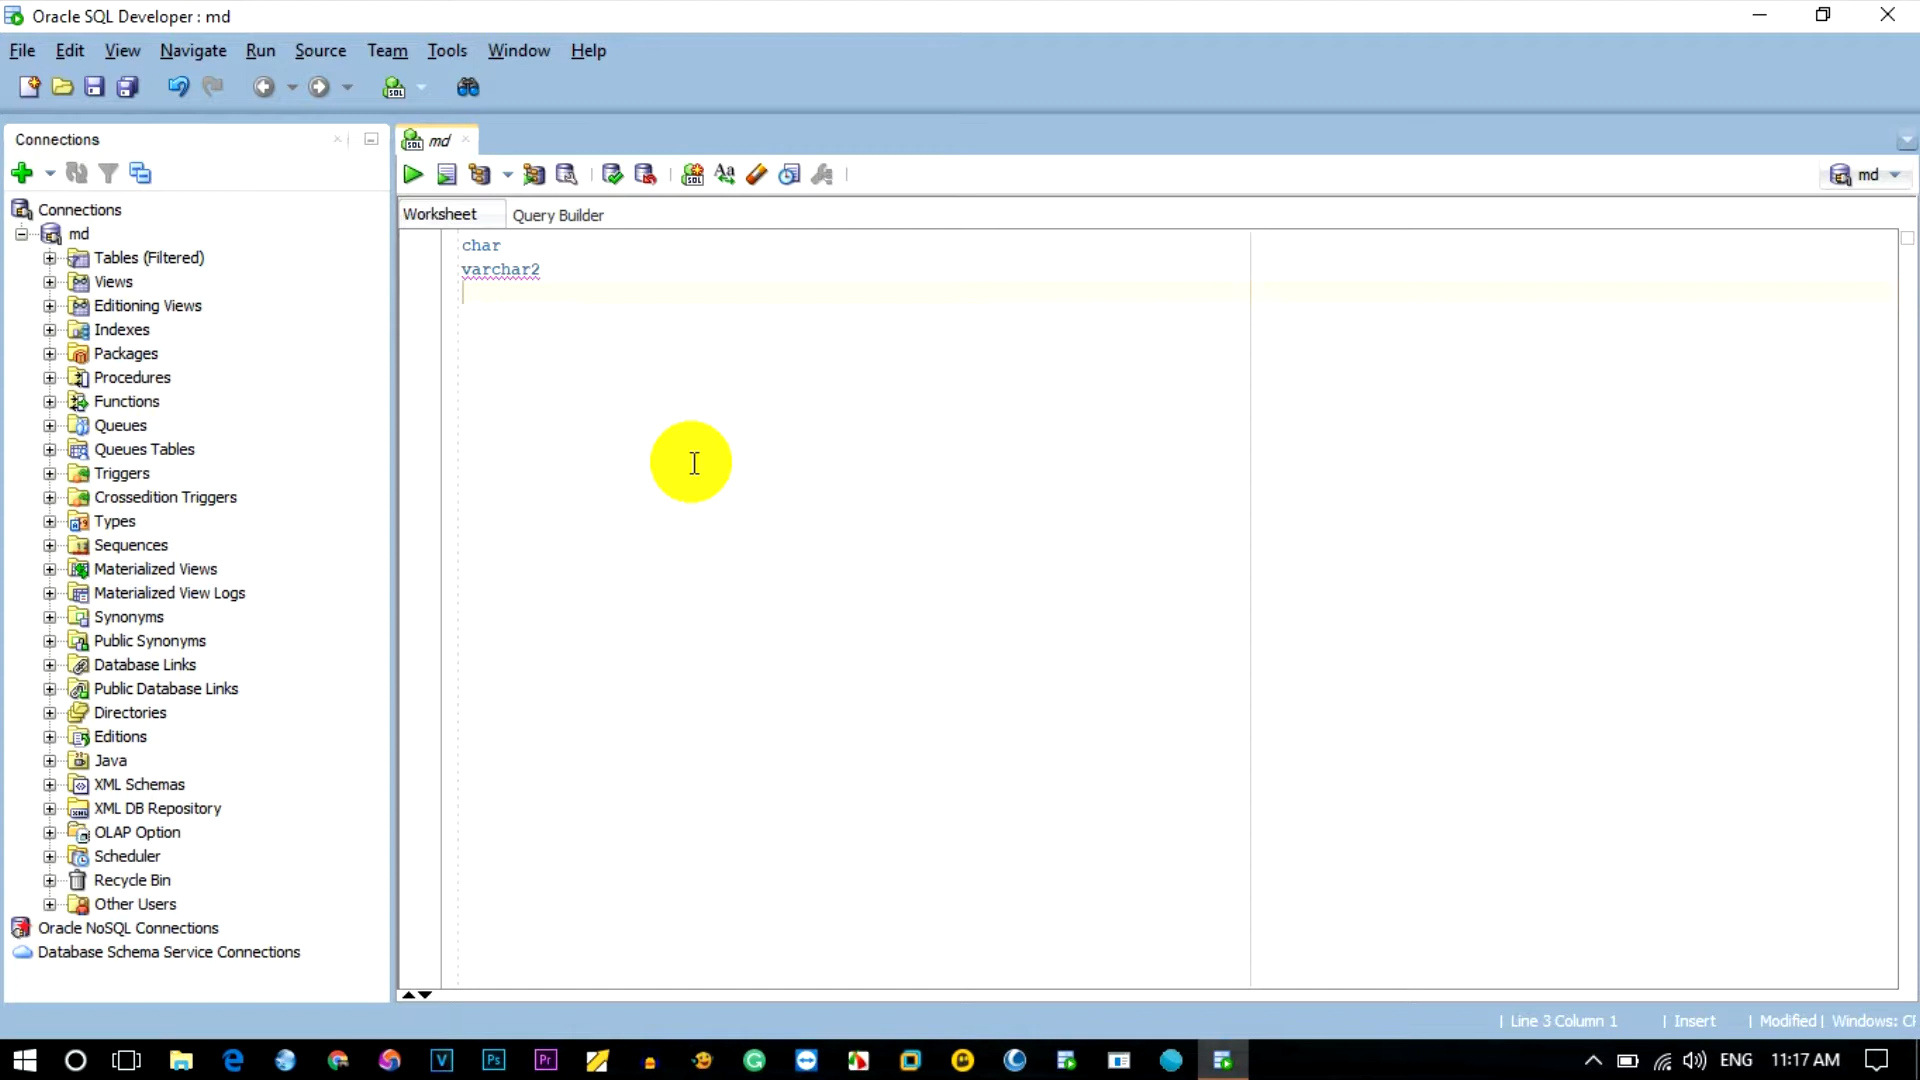 Oracle SQL Developer : md
File Edit View Navigate Run Source Team Tools Window Help
Connections
md
md
Worksheet
Query Builder
char
varchar2
Connections
md
Tables (Filtered)
Views
Editioning Views
Indexes
Packages
Procedures
Functions
Queues
Queues Tables
Triggers
Crossedition Triggers
Types
Sequences
Materialized Views
Materialized View Logs
Synonyms
Public Synonyms
Database Links
Public Database Links
Directories
Editions
Java
XML Schemas
XML DB Repository
OLAP Option
Scheduler
Recycle Bin
Other Users
Oracle NoSQL Connections
Database Schema Service Connections
| Line 3 Column 1 | Insert | Modified | Windows:
V Ps Pr ENG 11:17 AM